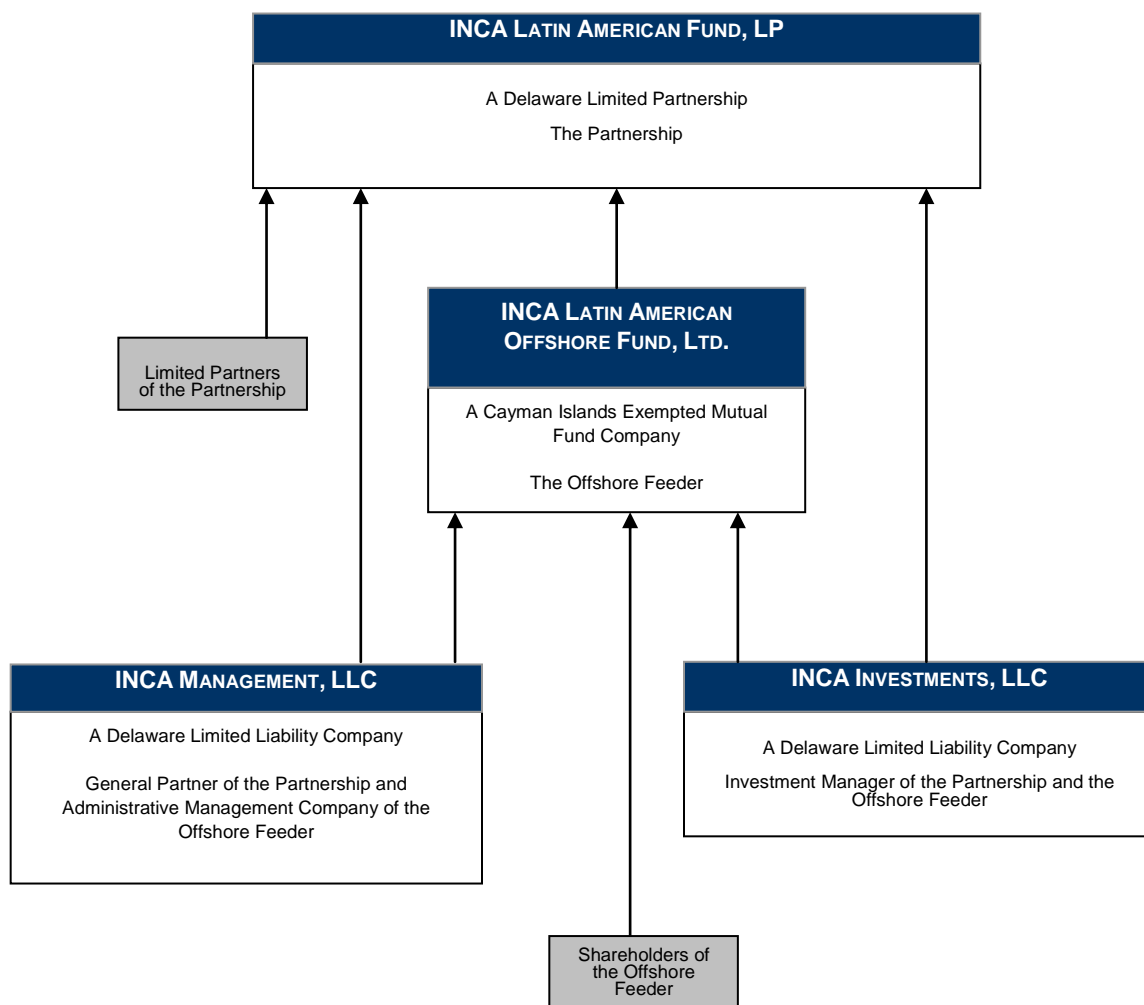 INCA LATIN AMERICAN FUND, LP
A Delaware Limited Partnership
The Partnership
INCA LATIN AMERICAN
OFFSHORE FUND, LTD.
A Cayman Islands Exempted Mutual
Fund Company
The Offshore Feeder
Limited Partners
of the Partnership
INCA MANAGEMENT, LLC
A Delaware Limited Liability Company
General Partner of the Partnership and
Administrative Management Company of the
Offshore Feeder
INCA INVESTMENTS, LLC
A Delaware Limited Liability Company
Investment Manager of the Partnership and the
Offshore Feeder
Shareholders of
the Offshore
Feeder